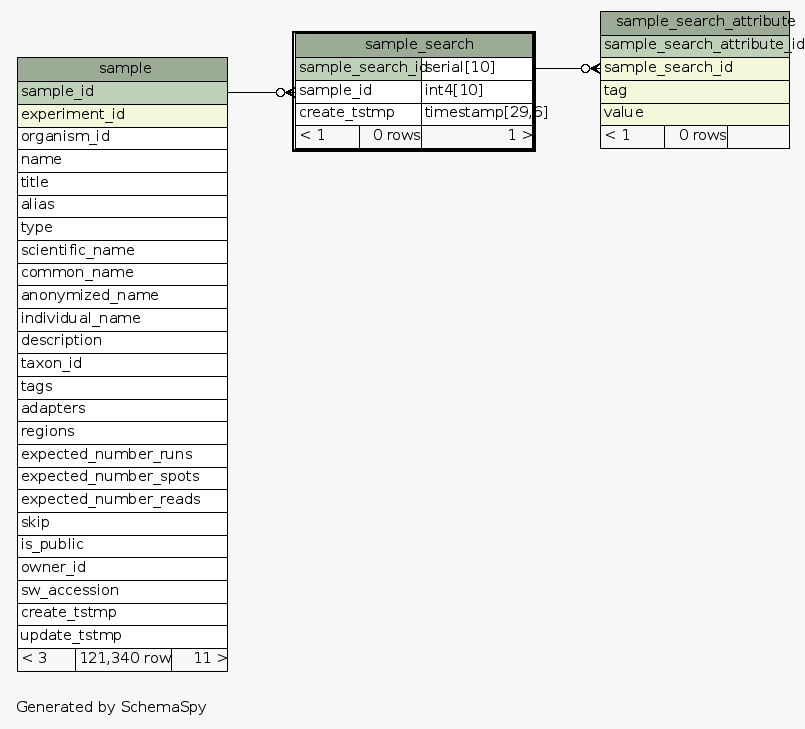 sample
sample_id
experiment_id
organism_id
name
title
alias
type
scientific_name
common_name
anonymized_name
individual_name
description
taxon_id
tags
adapters
regions
expected_number_runs
expected_number_spots
expected_number_reads
skip
is_public
owner_id
sw_accession
create_tstmp
update_tstmp
< 3 121,340 row 11 >
sample_search
sample_search_id serial[10]
sample_id int4[10]
create_tstmp timestamp[29,6]
< 1 0 rows 1 >
sample_search_attribute
sample_search_attribute_id
sample_search_id
tag
value
< 1 0 rows
Generated by SchemaSpy